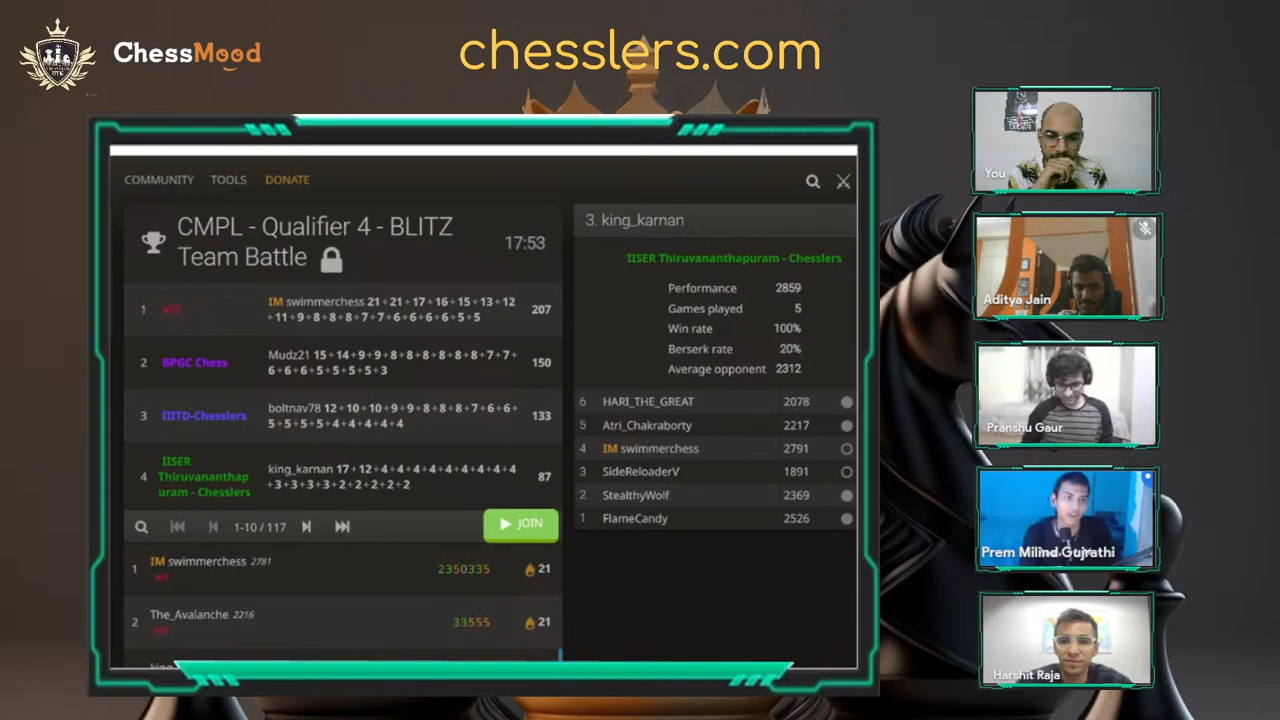 ChessMood
chesslers.com
COMMUNITY TOOLS DONATE
CMPL - Qualifier 4 - BLITZ
Team Battle
17:53
1 VIT IM swimmerchess 21+21+17+16+15+13+12
+11+9+8+8+8+7+7+6+6+6+6+5+5 207
2 BPGC Chess Mudz21 15+14+9+9+8+8+8+8+8+7+7+
6+6+6+5+5+5+5+3 150
3 IIITD-Chesslers boltnav78 12+10+10+9+9+8+8+8+7+6+6+
5+5+5+5+4+4+4+4+4 133
4 IISER
Thiruvananthap
uram - Chesslers
king_karnan 17+12+4+4+4+4+4+4+4+4+4
+3+3+3+3+2+2+2+2+2 87
1-10 / 117
JOIN
1 IM swimmerchess 2781 2350335 21
VIT
2 The_Avalanche 2216 33555 21
VIT
3. king_karnan
IISER Thiruvananthapuram - Chesslers
Performance 2859
Games played 5
Win rate 100%
Berserk rate 20%
Average opponent 2312
6 HARI_THE_GREAT 2078
5 Atri_Chakraborty 2217
4 IM swimmerchess 2791
3 SideReloaderV 1891
2 StealthyWolf 2369
1 FlameCandy 2526
You
Aditya Jain
Pranshu Gaur
Prem Milind Gujrathi
Harshit Raja